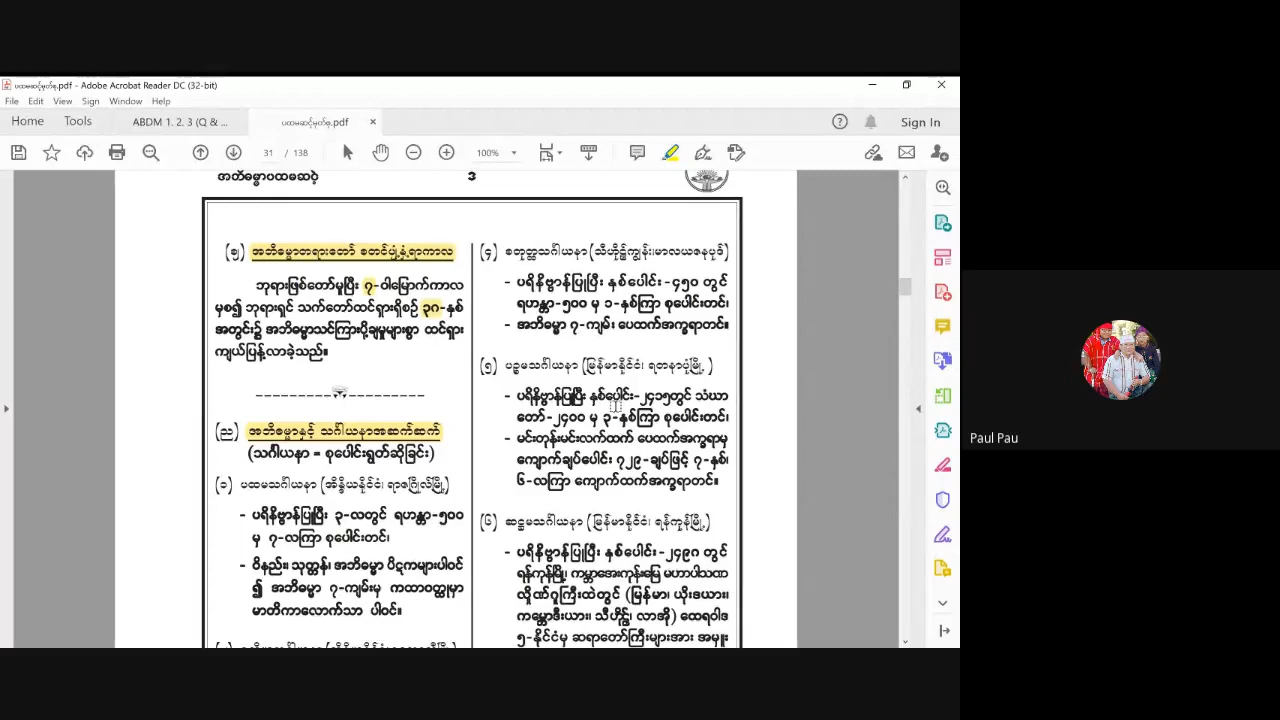 ပထမဆင့်မှတ်စု.pdf - Adobe Acrobat Reader DC (32-bit)
File Edit View Sign Window Help
Home Tools ABDM 1. 2. 3 (Q & ... ပထမဆင့်မှတ်စု.pdf Sign In
31 / 138 100%
အဘိဓမ္မာပထမဆင့် ဒ
(ဈ) အဘိဓမ္မာတရားတော် စတင်ပျံ့နှံ့ရာကာလ
ဘုရားဖြစ်တော်မူပြီး ၇-ဝါမြောက်ကာလ
မှစ၍ ဘုရားရှင် သက်တော်ထင်ရှားရှိစဉ် ၃၈-နှစ်
အတွင်း၌ အဘိဓမ္မာသင်ကြားပို့ချမှုများစွာ ထင်ရှား
ကျယ်ပြန့်လာခဲ့သည်။
(ည) အဘိဓမ္မာနှင့် သင်္ဂါယနာအဆက်ဆက်
(သင်္ဂါယနာ = စုပေါင်းရွတ်ဆိုခြင်း)
(၁) ပထမသင်္ဂါယနာ (အိန္ဒိယနိုင်ငံ၊ ရာဇဂြိုလ်မြို့)
- ပရိနိဗ္ဗာန်ပြုပြီး ၃-လတွင် ရဟန္တာ-၅၀၀
မှ ၇-လကြာ စုပေါင်းတင်၊
- ဝိနည်း၊ သုတ္တန်၊ အဘိဓမ္မာ ပိဋကများပါဝင်
၍ အဘိဓမ္မာ ၇-ကျမ်းမှ ကထာဝတ္ထုမှာ
မာတိကာလောက်သာ ပါဝင်။
(၄) စတုတ္ထသင်္ဂါယနာ (သီဟိုဠ်ကျွန်း၊ မာလယဇနပုဒ်)
- ပရိနိဗ္ဗာန်ပြုပြီး နှစ်ပေါင်း -၄၅၀ တွင်
ရဟန္တာ-၅၀၀ မှ ၁-နှစ်ကြာ စုပေါင်းတင်၊
- အဘိဓမ္မာ ၇-ကျမ်း ပေထက်အက္ခရာတင်။
(၅) ပဉ္စမသင်္ဂါယနာ (မြန်မာနိုင်ငံ၊ ရတနာပုံမြို့)
- ပရိနိဗ္ဗာန်ပြုပြီး နှစ်ပေါင်း-၂၄၁၅တွင် သံဃာ
တော်-၂၄၀၀ မှ ၃-နှစ်ကြာ စုပေါင်းတင်၊
- မင်းတုန်းမင်းလက်ထက် ပေထက်အက္ခရာမှ
ကျောက်ချပ်ပေါင်း ၇၂၉-ချပ်ဖြင့် ၇-နှစ်၊
၆-လကြာ ကျောက်ထက်အက္ခရာတင်။
(၆) ဆဋ္ဌမသင်္ဂါယနာ (မြန်မာနိုင်ငံ၊ ရန်ကုန်မြို့)
- ပရိနိဗ္ဗာန်ပြုပြီး နှစ်ပေါင်း -၂၄၉၈ တွင်
ရန်ကုန်မြို့၊ ကမ္ဘာအေးကုန်းမြေ မဟာပါသဏ
လှိုဏ်ဂူကြီးထဲတွင် (မြန်မာ၊ ယိုးဒယား၊
ကမ္ဘောဒီးယား၊ သီဟိုဠ်၊ လာအို) ထေရဝါဒ
၅-နိုင်ငံမှ ဆရာတော်ကြီးများအား အမှူး
Paul Pau